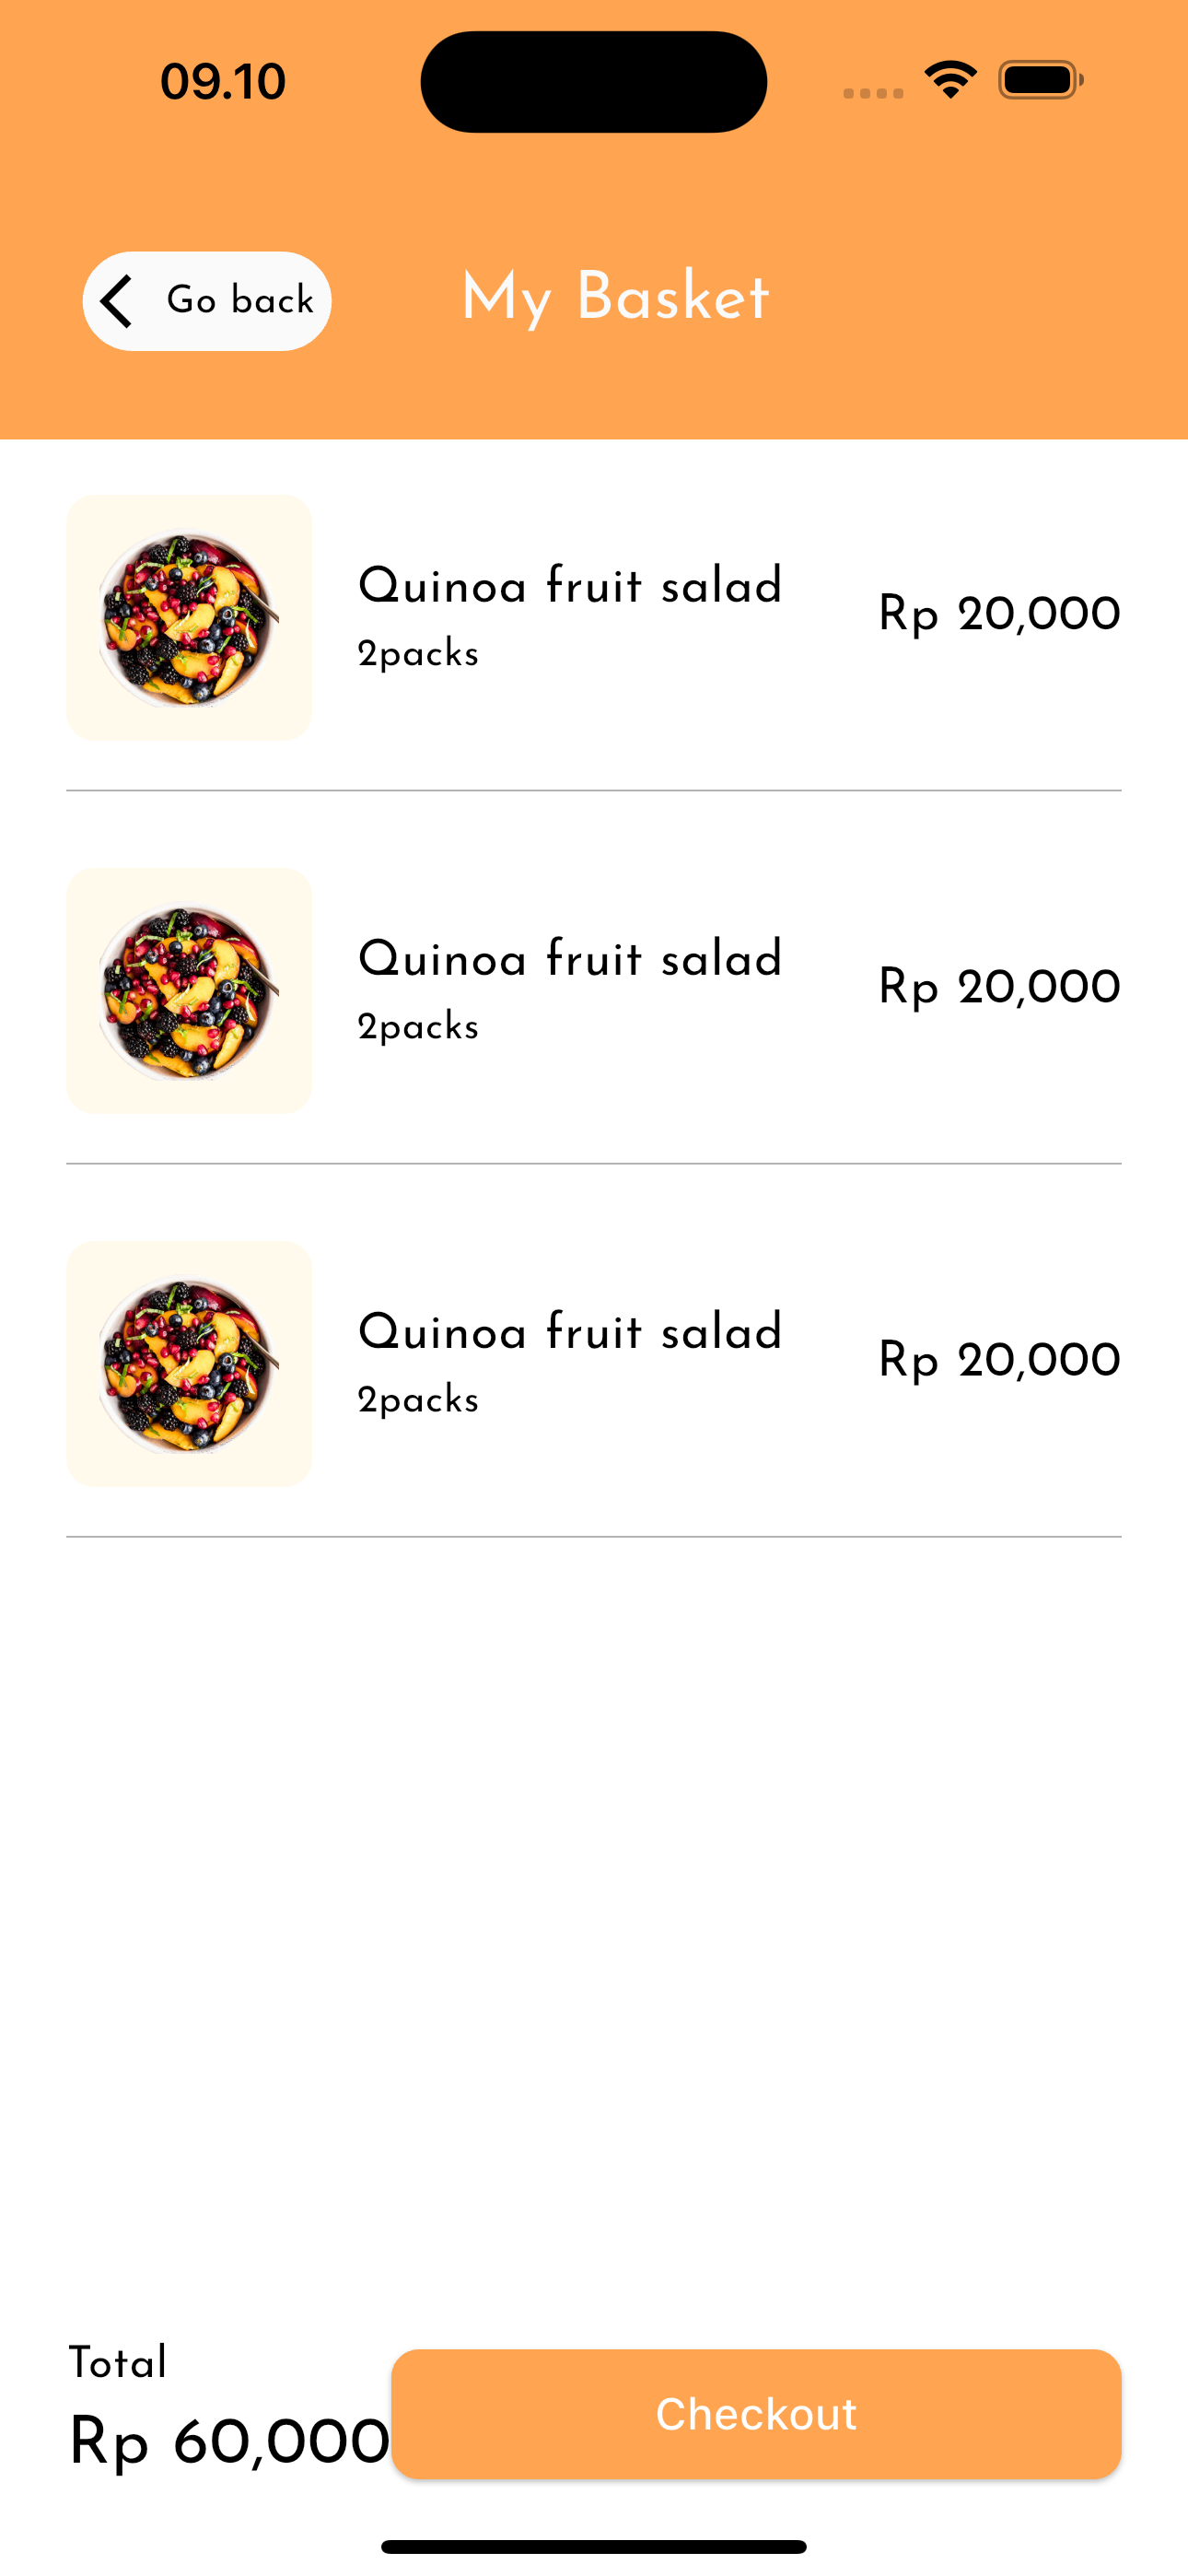 09.10
Go back
My Basket
Quinoa fruit salad
2packs
Rp 20,000
Quinoa fruit salad
2packs
Rp 20,000
Quinoa fruit salad
2packs
Rp 20,000
Total
Rp 60,000
Checkout